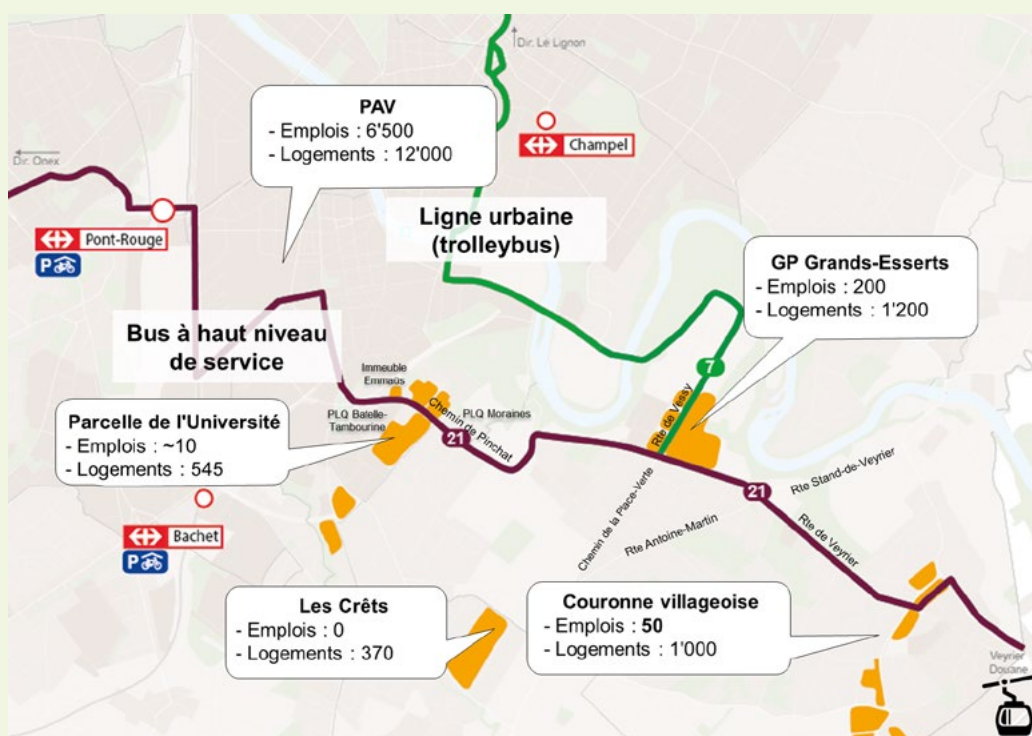 Dir. Le Lignon
PAV
- Emplois : 6'500
- Logements : 12'000
Champel
Dir. Onex
Pont-Rouge
P
Ligne urbaine
(trolleybus)
GP Grands-Esserts
- Emplois : 200
- Logements : 1'200
Bus à haut niveau
de service
Immeuble
Emmaüs
7
Parcelle de l'Université
- Emplois : ~10
- Logements : 545
PLQ Batelle-
Tambourine
Chemin de Pinchat
PLQ Moraines
21
Rte de Vessy
21
Rte Stand-de-Veyrier
Chemin de la Place-Verte
Rte Antoine-Martin
Rte de Veyrier
Bachet
P
Les Crêts
- Emplois : 0
- Logements : 370
Couronne villageoise
- Emplois : 50
- Logements : 1'000
Veyrier
Douane